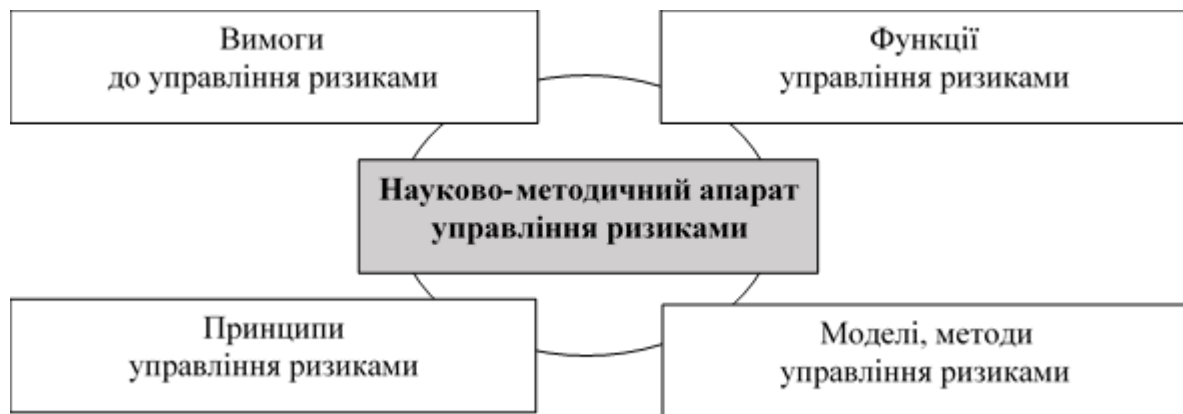 Вимоги
до управління ризиками
Функції
управління ризиками
Науково-методичний апарат
управління ризиками
Принципи
управління ризиками
Моделі, методи
управління ризиками